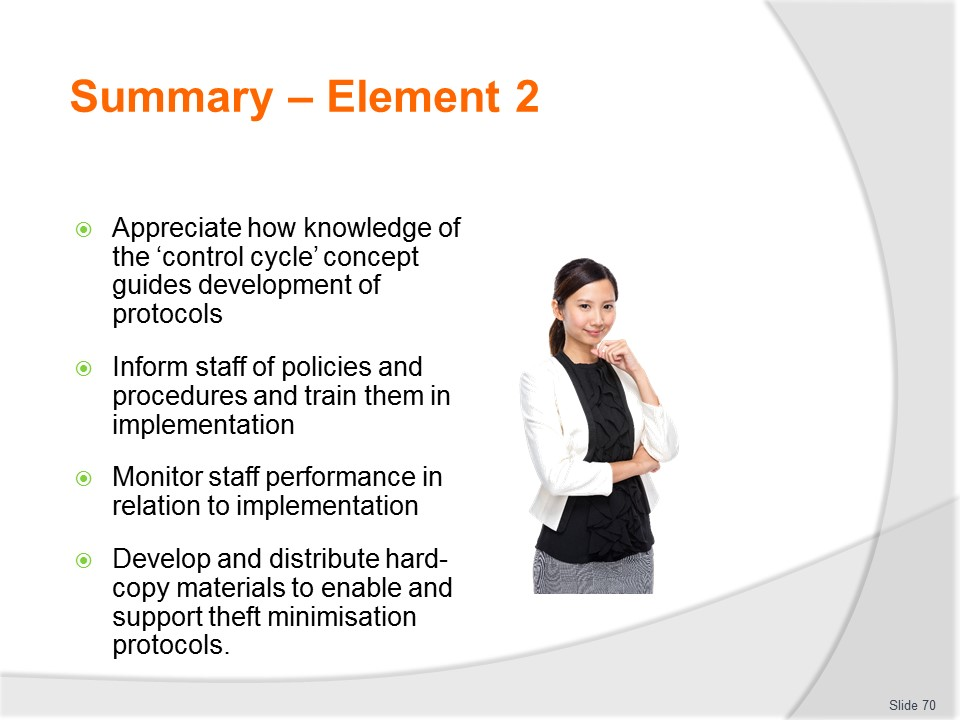 Summary – Element 2
Appreciate how knowledge of
the ‘control cycle’ concept
guides development of
protocols
Inform staff of policies and
procedures and train them in
implementation
Monitor staff performance in
relation to implementation
Develop and distribute hard-
copy materials to enable and
support theft minimisation
protocols.
Slide 70